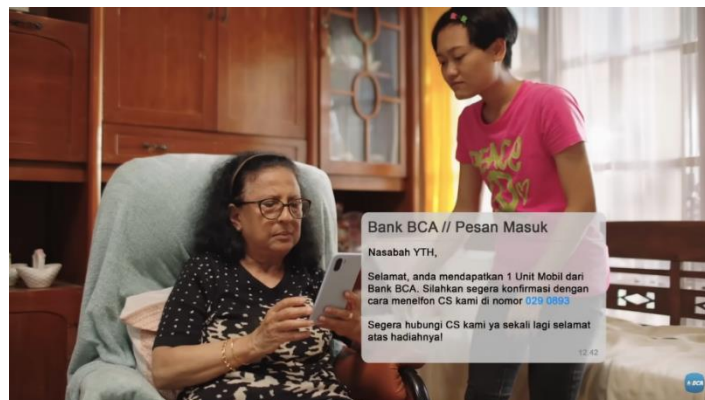 Bank BCA // Pesan Masuk
Nasabah YTH,
Selamat, anda mendapatkan 1 Unit Mobil dari
Bank BCA. Silahkan segera konfirmasi dengan
cara menelfon CS kami di nomor 029 0893
Segera hubungi CS kami ya sekali lagi selamat
atas hadiahnya!
12:42
PEACE
BCA